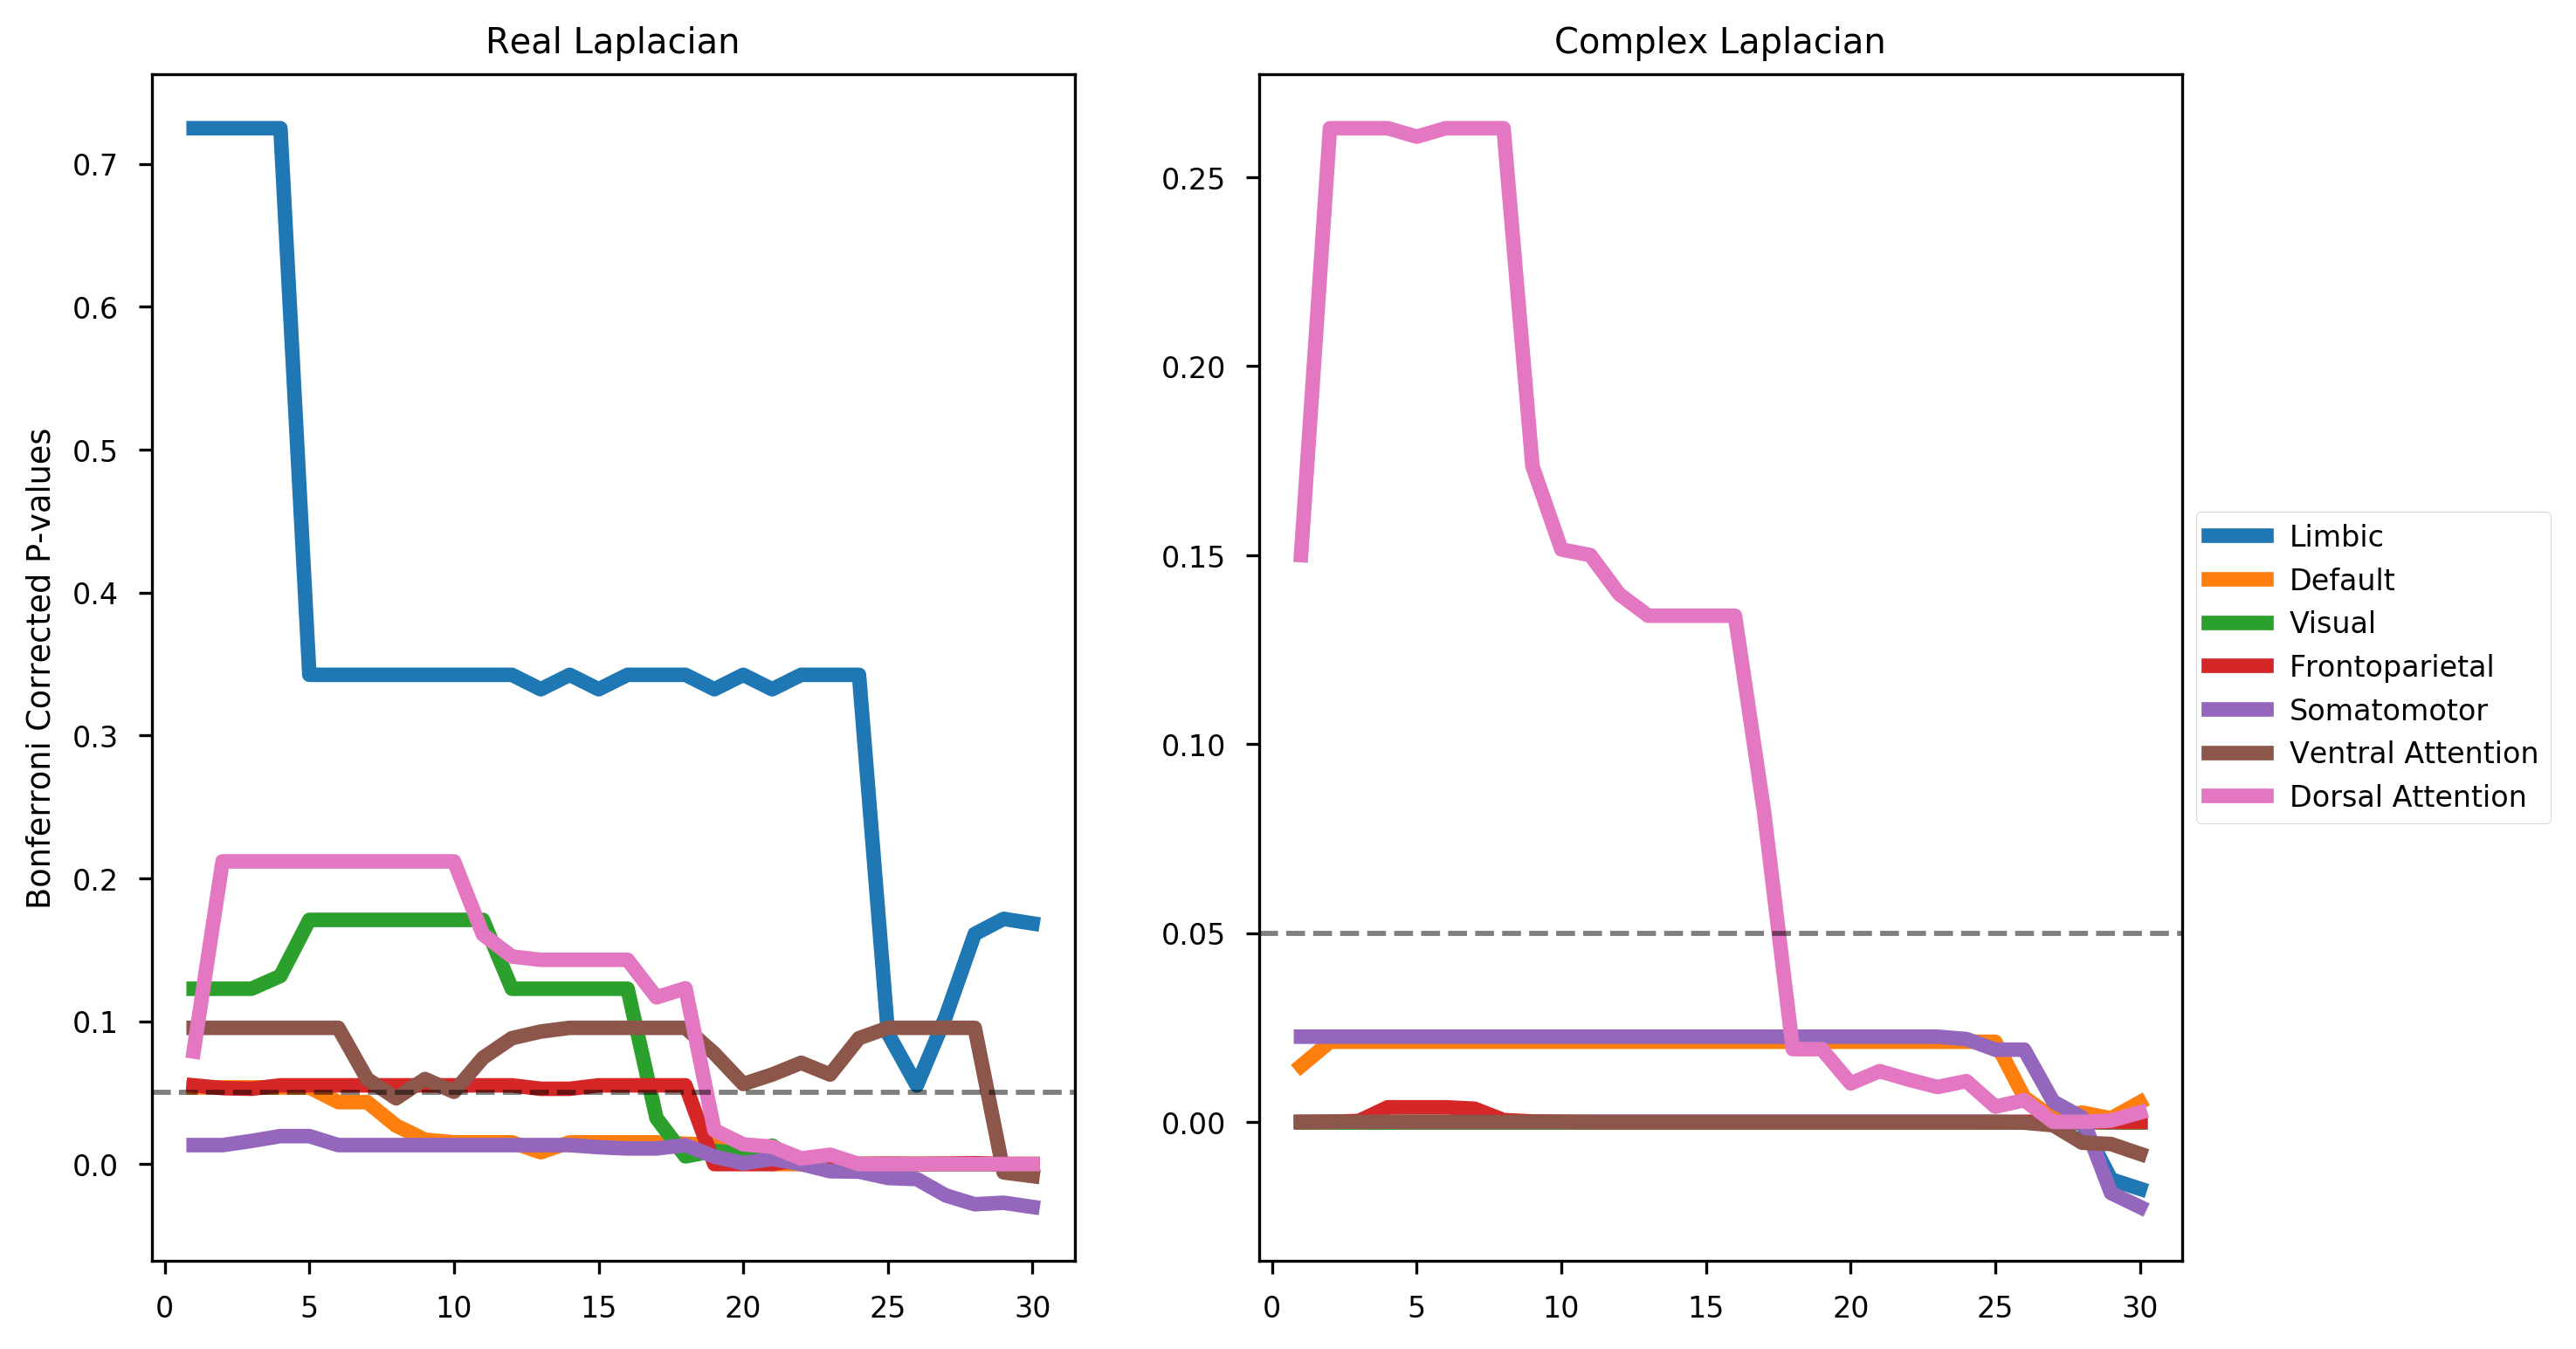 Real Laplacian
Complex Laplacian
Bonferroni Corrected P-values
0.7
0.6
0.5
0.4
0.3
0.2
0.1
0.0
0 5 10 15 20 25 30
0.25
0.20
0.15
0.10
0.05
0.00
0 5 10 15 20 25 30
Limbic
Default
Visual
Frontoparietal
Somatomotor
Ventral Attention
Dorsal Attention